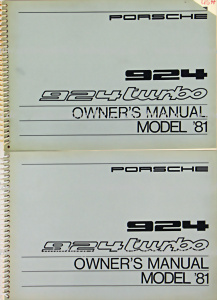 PORSCHE
924
924 turbo
OWNER'S MANUAL
MODEL '81
PORSCHE
924
924 turbo
OWNER'S MANUAL
MODEL '81